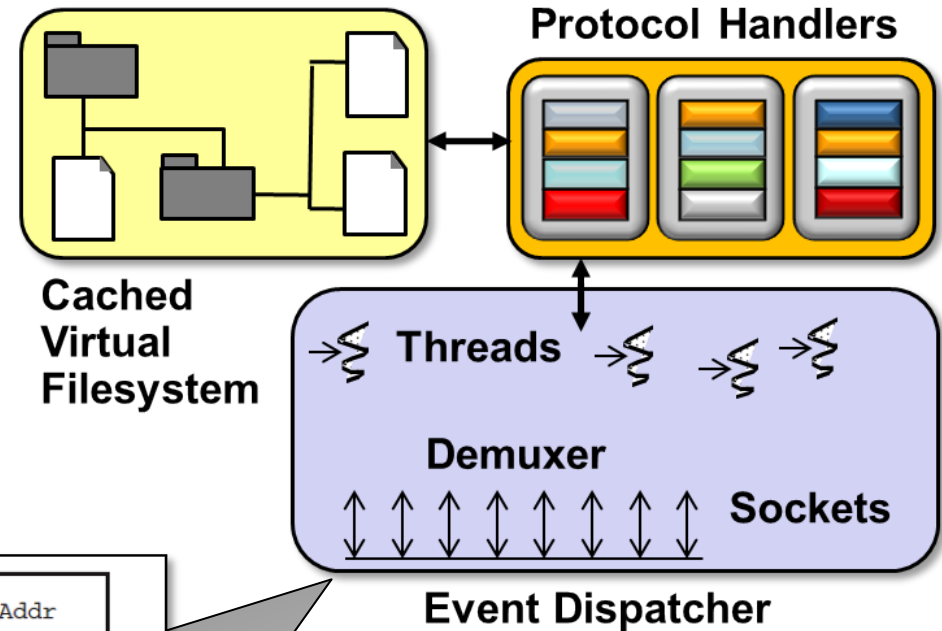 Protocol Handlers
Cached
Virtual
Filesystem
Threads
Demuxer
Sockets
Addr
Event Dispatcher